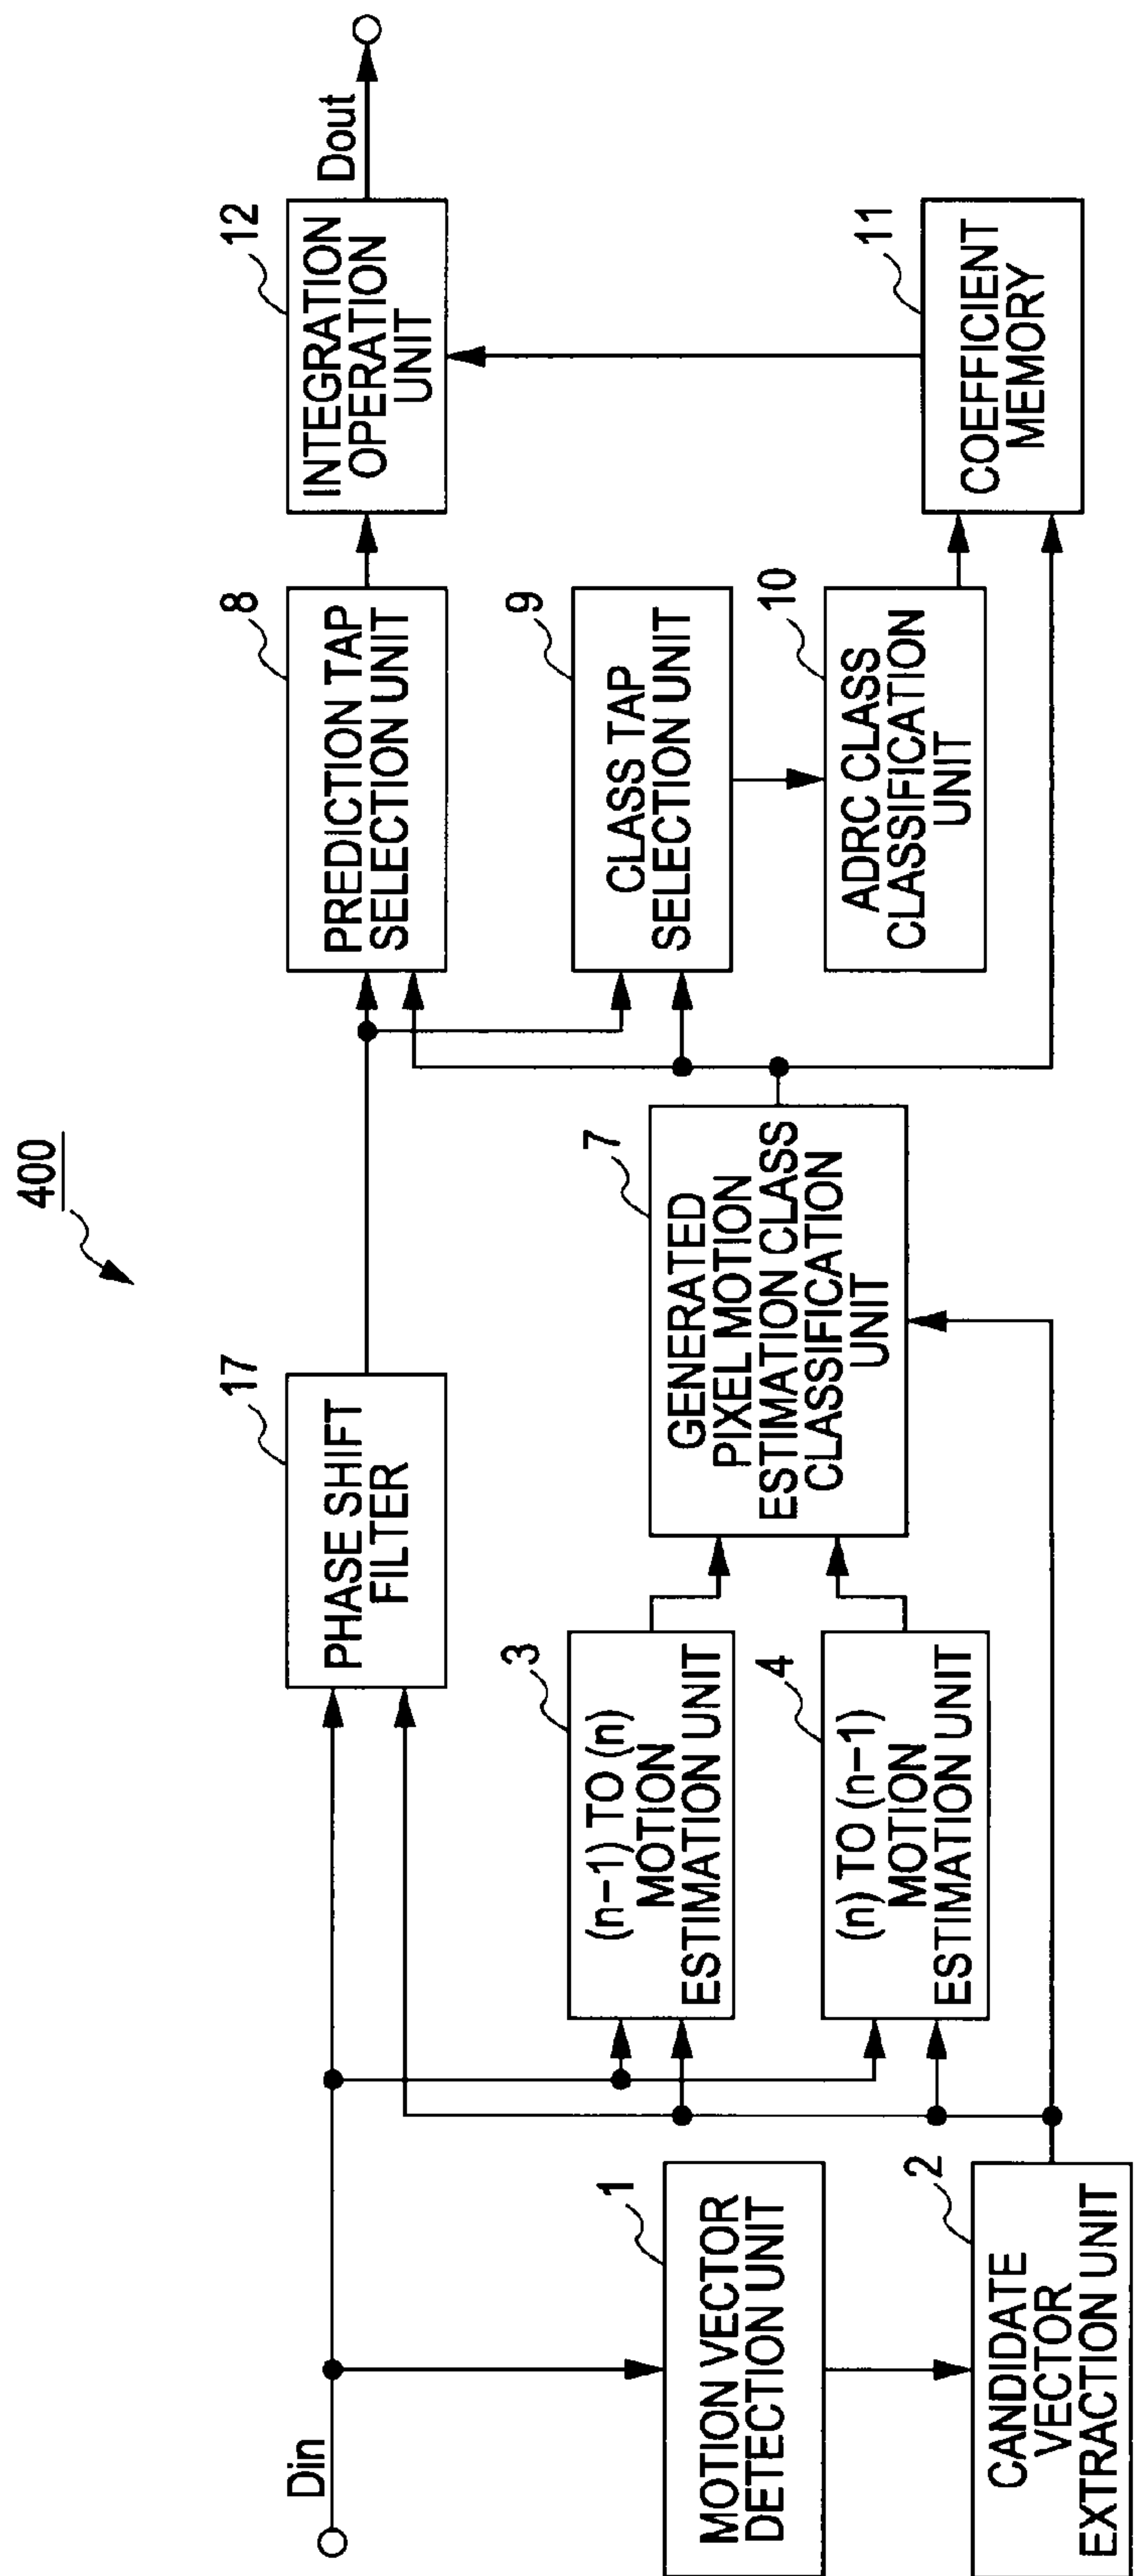 400
Din
MOTION VECTOR
DETECTION UNIT
1
CANDIDATE
VECTOR
EXTRACTION UNIT
2
PHASE SHIFT
FILTER
17
(n-1) TO (n)
MOTION
ESTIMATION UNIT
3
(n) TO (n-1)
MOTION
ESTIMATION UNIT
4
GENERATED
PIXEL MOTION
ESTIMATION CLASS
CLASSIFICATION
UNIT
7
PREDICTION TAP
SELECTION UNIT
8
CLASS TAP
SELECTION UNIT
9
ADRC CLASS
CLASSIFICATION
UNIT
10
INTEGRATION
OPERATION
UNIT
12
COEFFICIENT
MEMORY
11
Dout